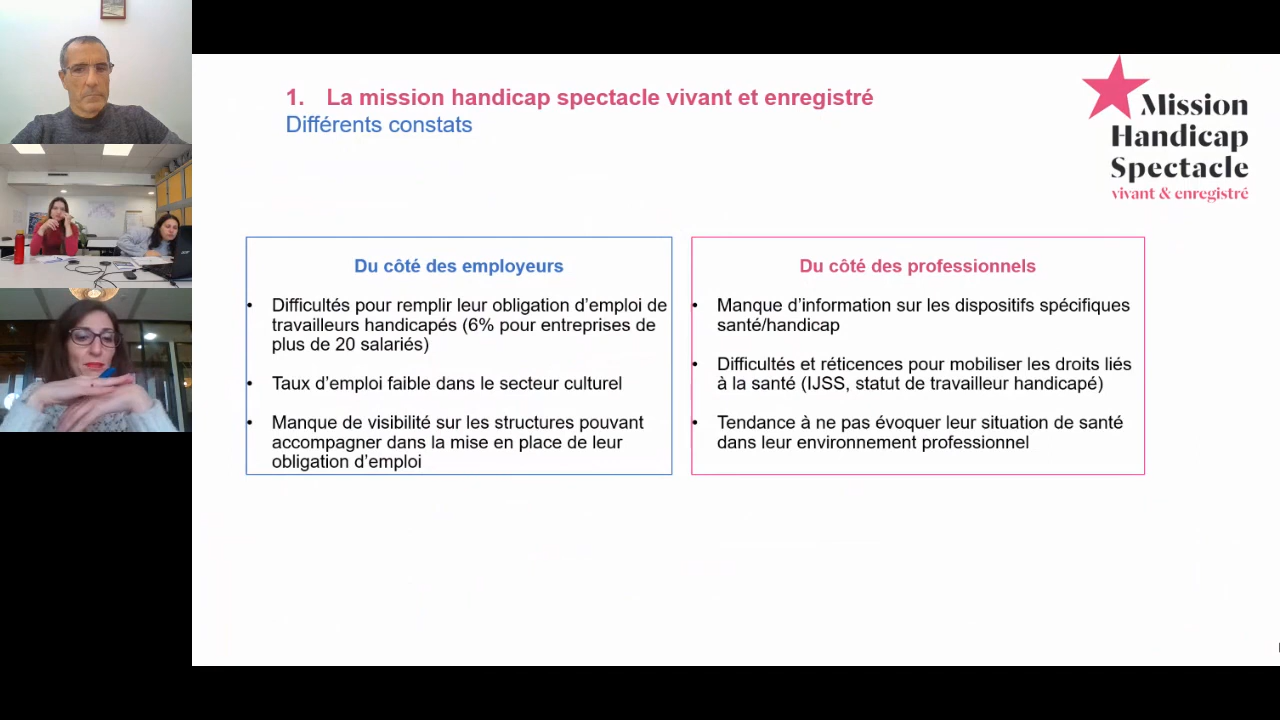 1. La mission handicap spectacle vivant et enregistré
Différents constats
Mission
Handicap
Spectacle
vivant & enregistré
Du côté des employeurs
• Difficultés pour remplir leur obligation d’emploi de
travailleurs handicapés (6% pour entreprises de
plus de 20 salariés)
• Taux d’emploi faible dans le secteur culturel
• Manque de visibilité sur les structures pouvant
accompagner dans la mise en place de leur
obligation d’emploi
Du côté des professionnels
• Manque d’information sur les dispositifs spécifiques
santé/handicap
• Difficultés et réticences pour mobiliser les droits liés
à la santé (IJSS, statut de travailleur handicapé)
• Tendance à ne pas évoquer leur situation de santé
dans leur environnement professionnel